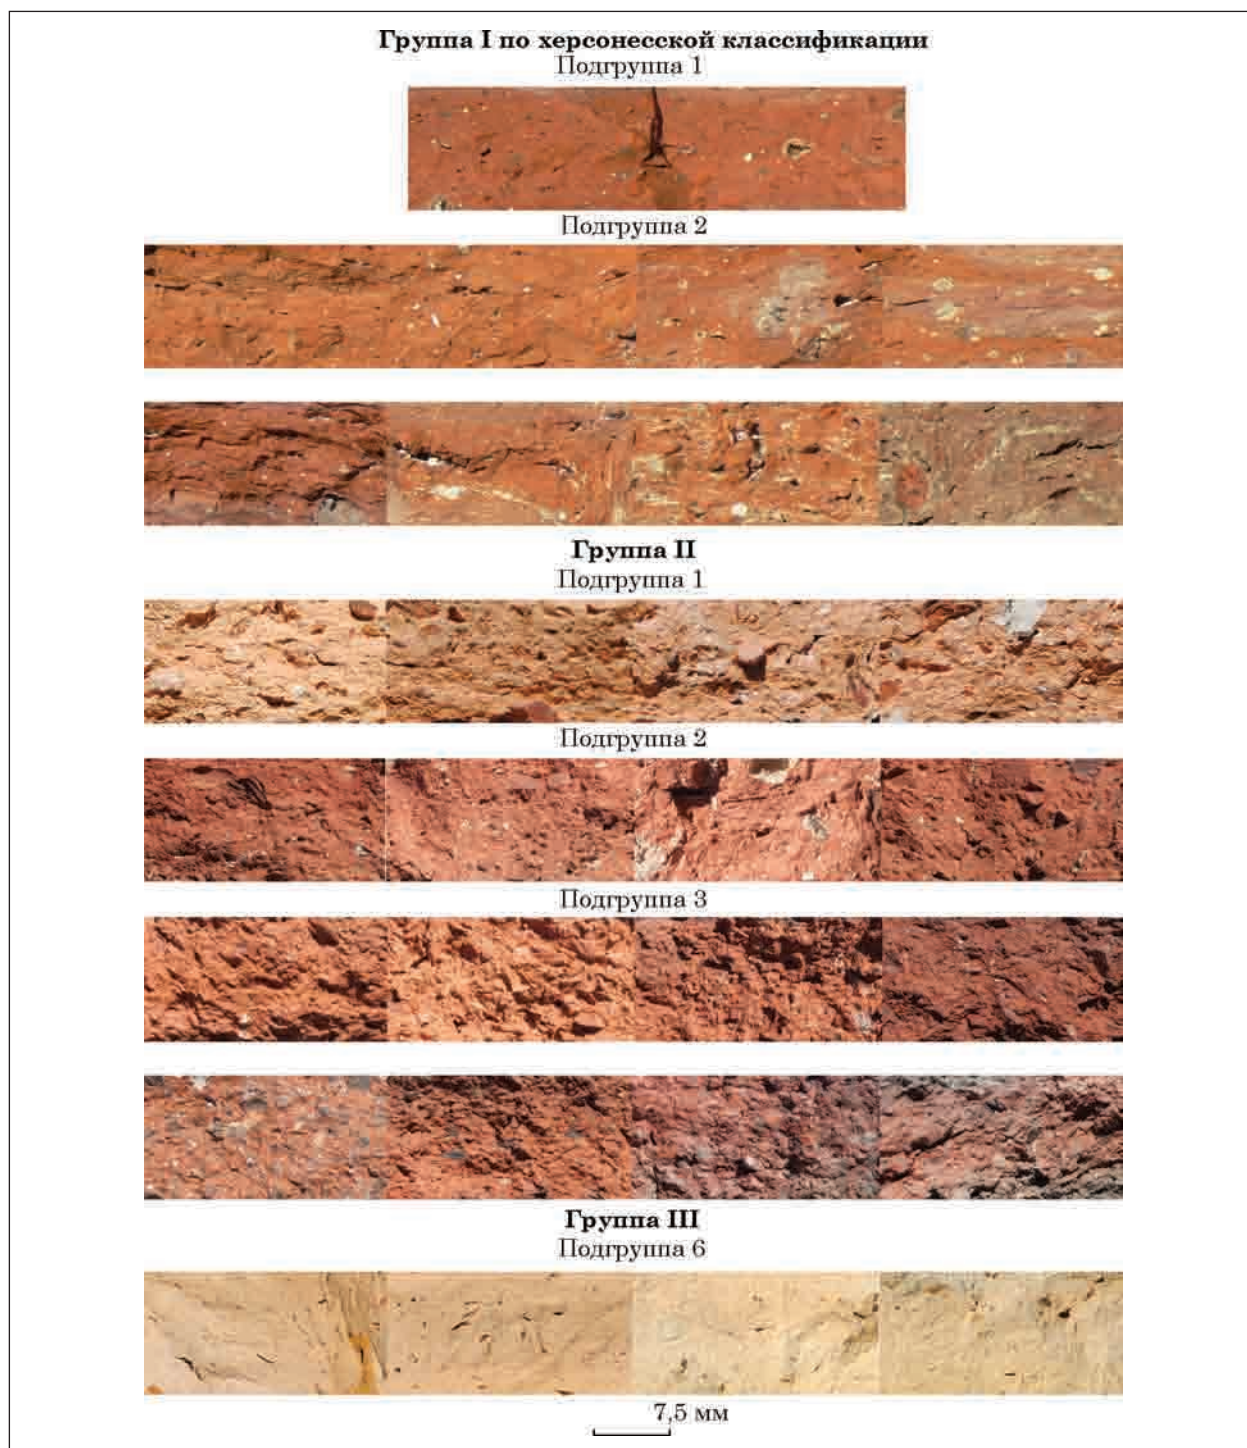 Группа I по херсонесской классификации
Подгруппа 1
Подгруппа 2
Группа II
Подгруппа 1
Подгруппа 2
Подгруппа 3
Группа III
Подгруппа 6
7,5 мм